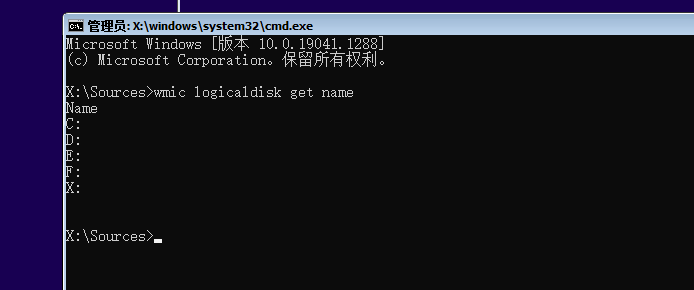 管理员: X:\windows\system32\cmd.exe
Microsoft Windows [版本 10.0.19041.1288]
(c) Microsoft Corporation。保留所有权利。
X:\Sources>wmic logicaldisk get name
Name
C:
D:
E:
F:
X:
X:\Sources>